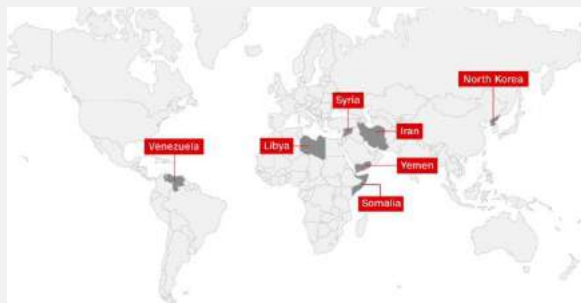 North Korea
Syria
Iran
Venezuela
Libya
Yemen
Somalia